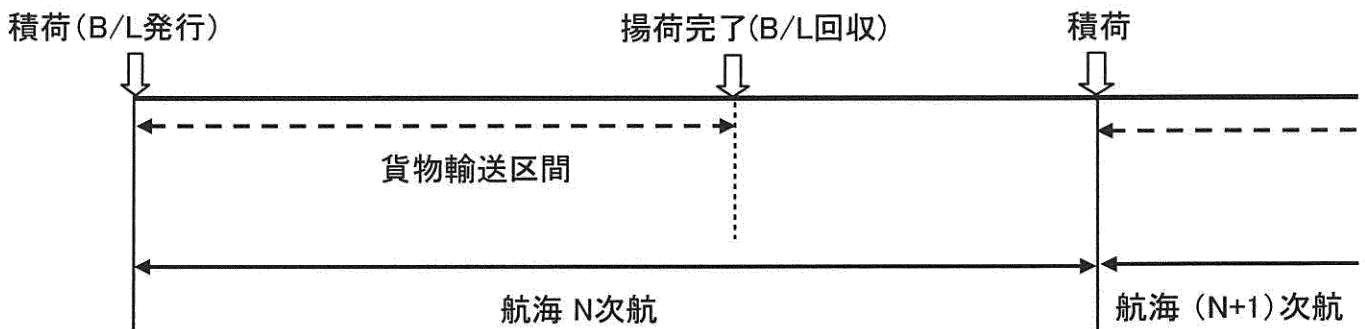 積荷(B/L発行)
揚荷完了(B/L回収)
積荷
貨物輸送区間
航海 N次航
航海 (N+1)次航